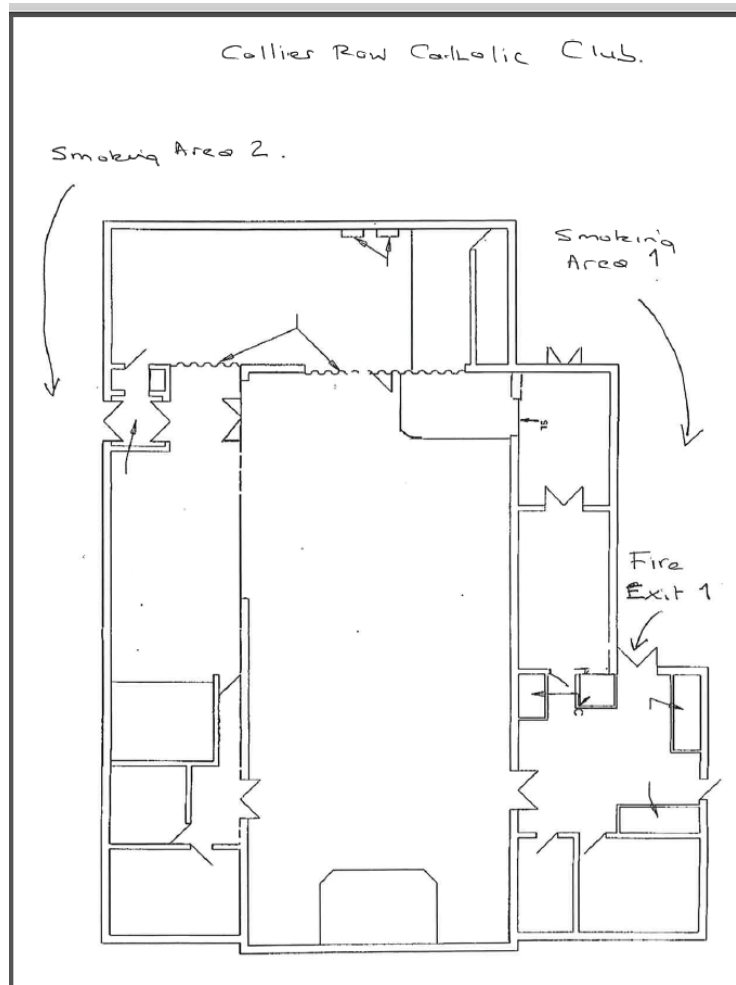 Collier Row Catholic Club.
Smoking Area 2.
Smoking
Area 1
Fire
Exit 1